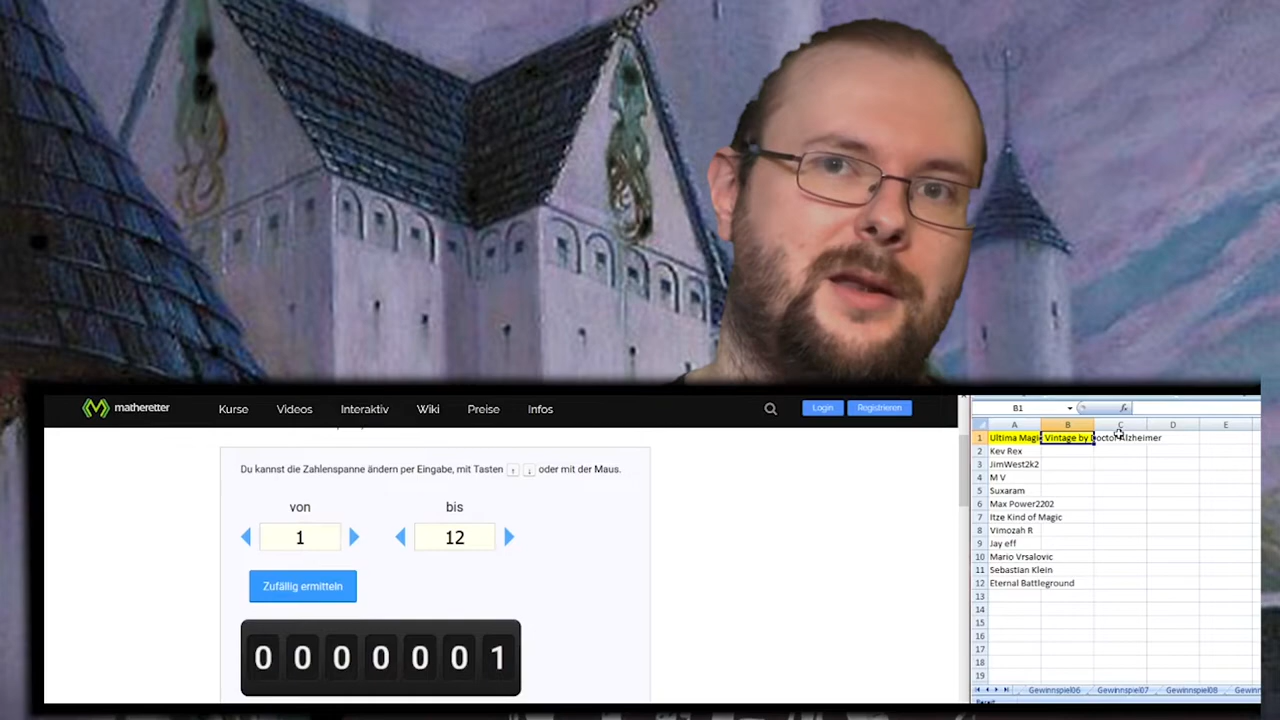 matheretter
Kurse Videos Interaktiv Wiki Preise Infos
Login Registrieren
Du kannst die Zahlenspanne ändern per Eingabe, mit Tasten ↑ ↓ oder mit der Maus.
von bis
1 12
Zufällig ermitteln
0 0 0 0 0 0 1
B1 fx
A B C D E
1 Ultima Magi Vintage by Doctor Alzheimer
2 Kev Rex
3 JimWest2k2
4 M V
5 Suxaram
6 Max Power2202
7 Itze Kind of Magic
8 Vimozah R
9 Jay eff
10 Mario Vrsalovic
11 Sebastian Klein
12 Eternal Battleground
13
14
15
16
17
18
19
Gewinnspiel06 Gewinnspiel07 Gewinnspiel08 Gewinns